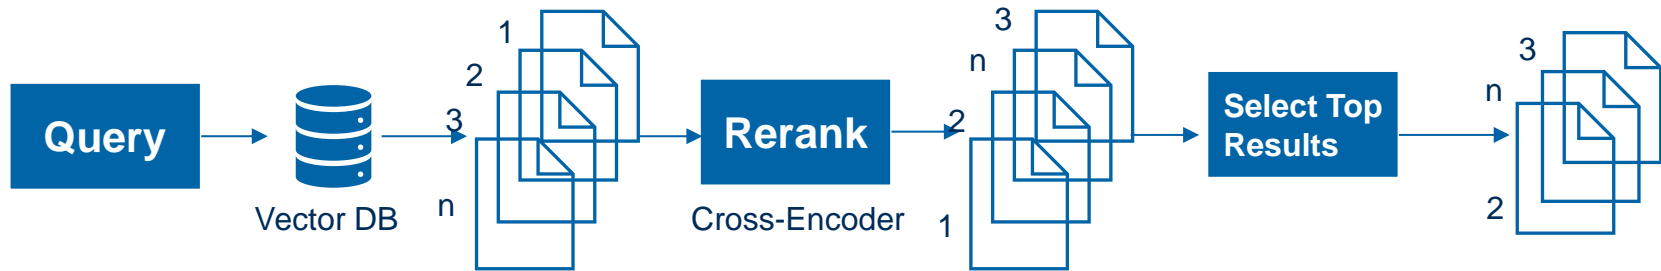 Query
Vector DB
1
2
3
n
Rerank
Cross-Encoder
3
n
2
1
Select Top
Results
3
n
2